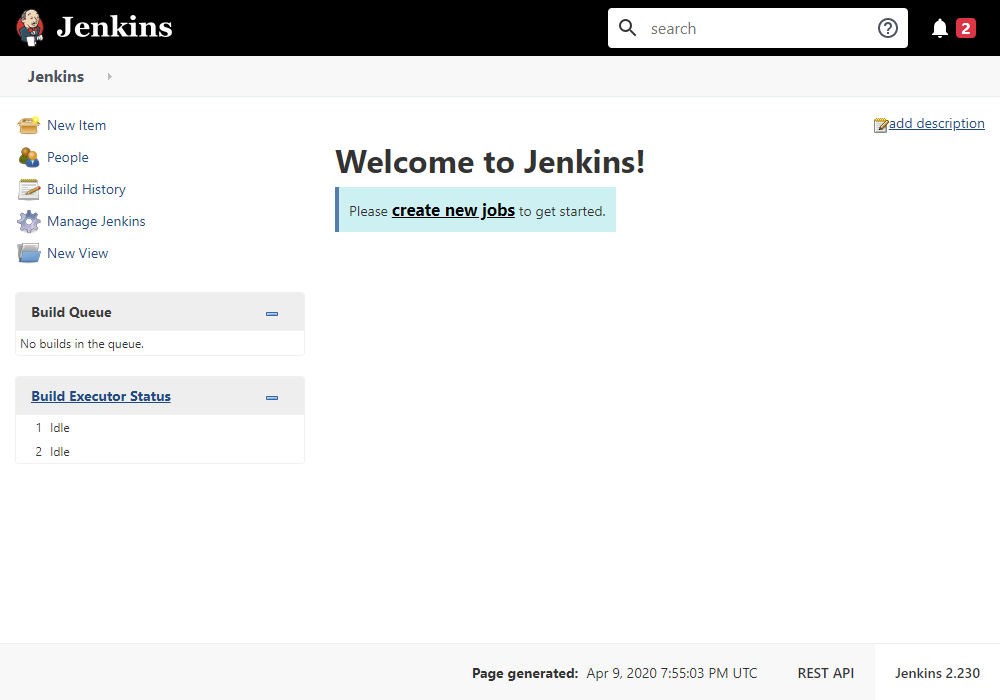 Jenkins
search
2
Jenkins
New Item
People
Build History
Manage Jenkins
New View
add description
Welcome to Jenkins!
Please create new jobs to get started.
Build Queue
No builds in the queue.
Build Executor Status
1 Idle
2 Idle
Page generated: Apr 9, 2020 7:55:03 PM UTC REST API Jenkins 2.230